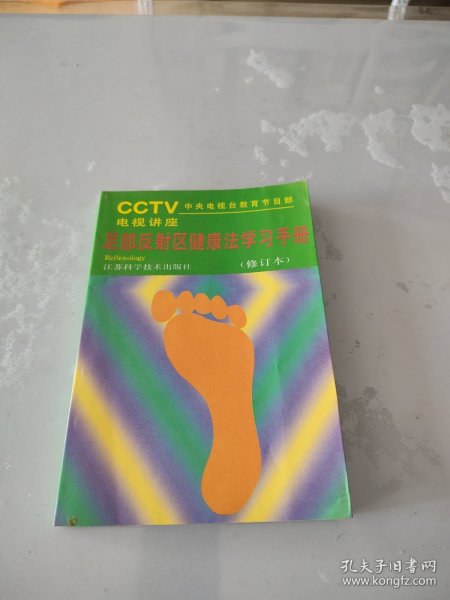 CCTV 中央电视台教育节目部
电视讲座
足部反射区健康法学习手册
Reflexology
江苏科学技术出版社 (修订本)
孔夫子旧书网
www.kongfz.com